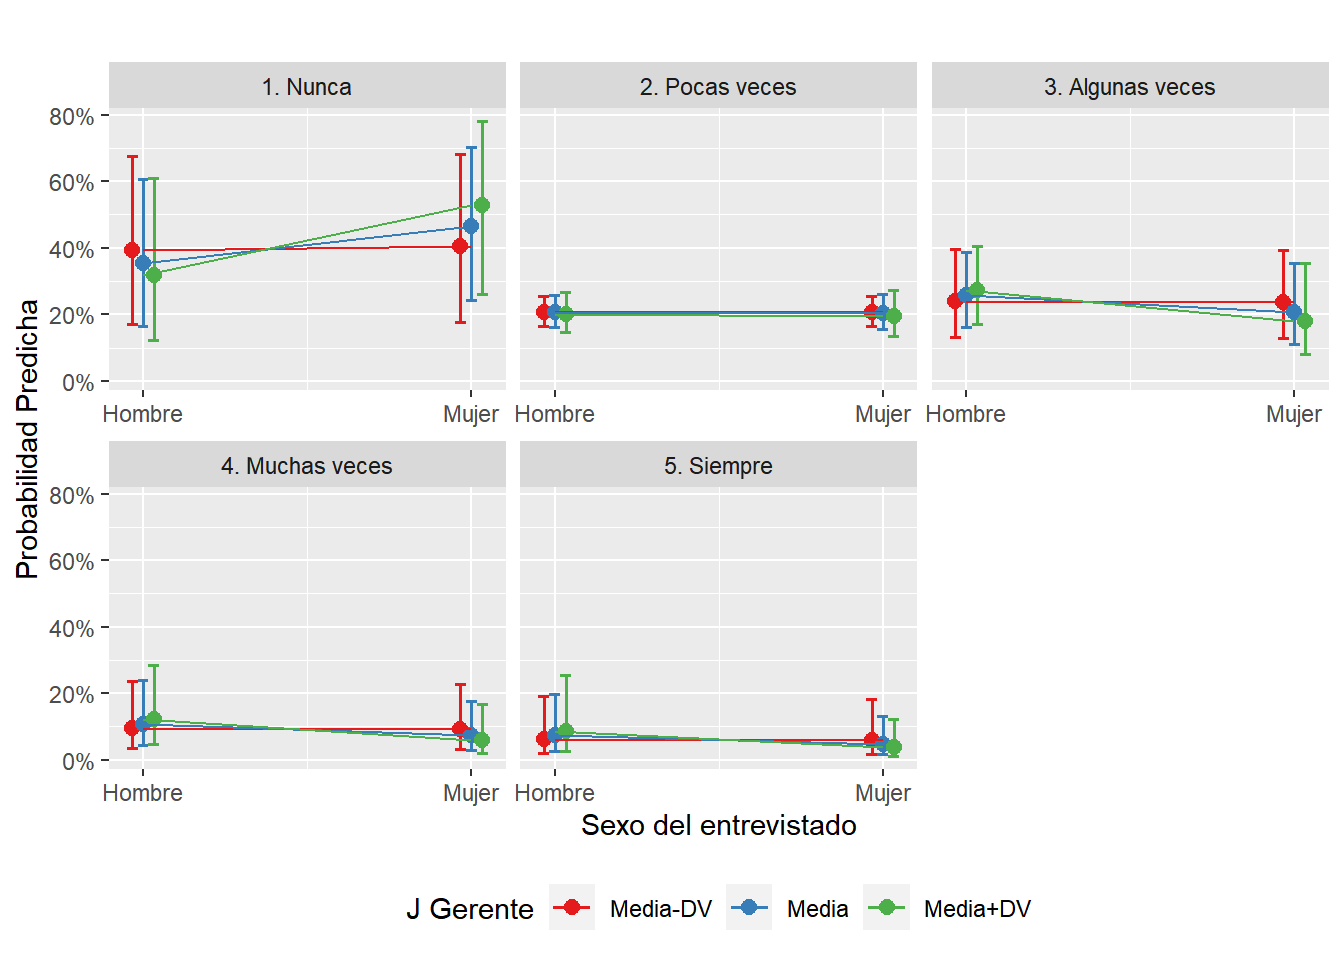 1. Nunca
2. Pocas veces
3. Algunas veces
80%
60%
40%
20%
0%
Hombre
Mujer
Hombre
Mujer
Hombre
Mujer
Probabilidad Predicha
4. Muchas veces
5. Siempre
80%
60%
40%
20%
0%
Hombre
Mujer
Hombre
Mujer
Sexo del entrevistado
J Gerente
Media-DV
Media
Media+DV